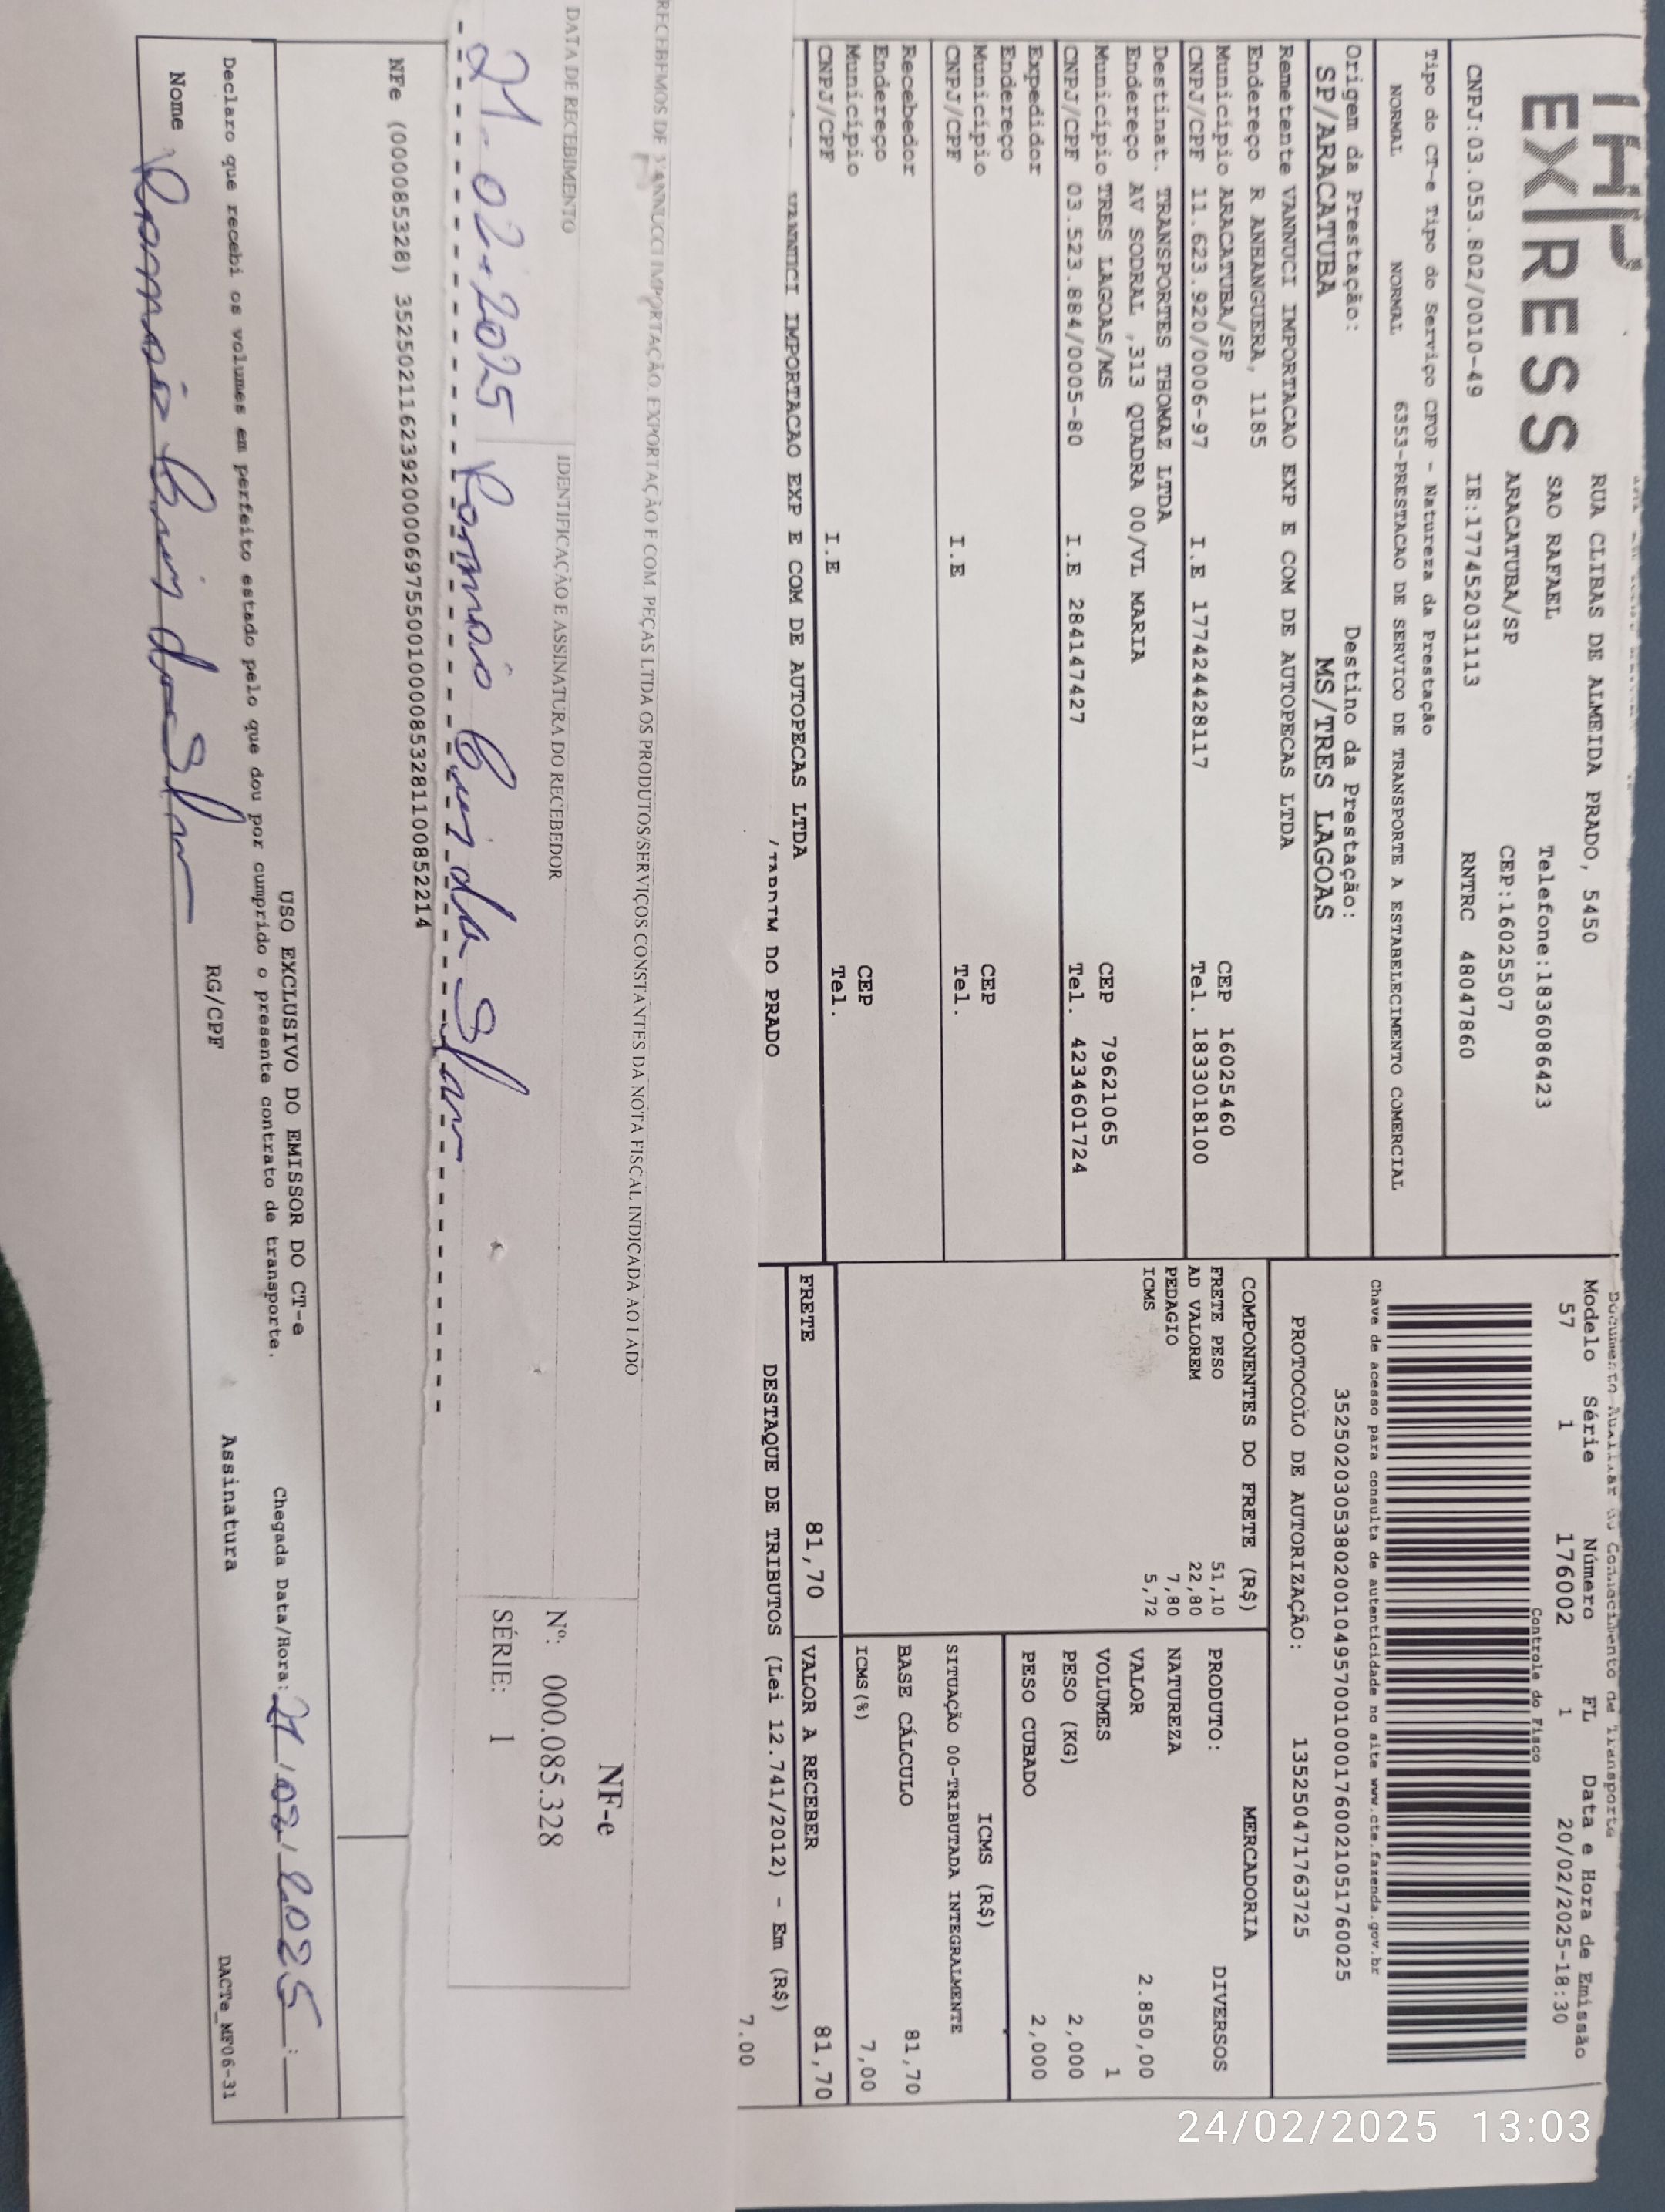 EXPRESS
RUA CLIBAS DE ALMEIDA PRADO, 5450
SAO RAFAEL Telefone:1836086423
ARACATUBA/SP CEP:16025507
CNPJ:03.053.802/0010-49 IE:177452031113 RNTRC 48047860
Documento Auxiliar do Conhecimento de Transporte
Modelo Série Número FL Data e Hora de Emissão
57 1 176002 1 20/02/2025-18:30
Controle do Fisco
Chave de acesso para consulta de autenticidade no site www.cte.fazenda.gov.br
35250203053802001049570010001760021051760025
PROTOCOLO DE AUTORIZAÇÃO: 135250471763725
Tipo do CT-e Tipo do Serviço CFOP - Natureza da Prestação
NORMAL NORMAL 6353-PRESTACAO DE SERVICO DE TRANSPORTE A ESTABELECIMENTO COMERCIAL
Origem da Prestação: Destino da Prestação:
SP/ARACATUBA MS/TRES LAGOAS
Remetente VANNUCI IMPORTACAO EXP E COM DE AUTOPECAS LTDA
Endereço R ANHANGUERA, 1185
Município ARACATUBA/SP CEP 16025460
CNPJ/CPF 11.623.920/0006-97 I.E 177424428117 Tel. 1833018100
Destinat. TRANSPORTES THOMAZ LTDA
Endereço AV SODRAL ,313 QUADRA 00/VL MARIA
Município TRES LAGOAS/MS CEP 79621065
CNPJ/CPF 03.523.884/0005-80 I.E 284147427 Tel. 4234601724
Expedidor
Endereço
Município CEP
CNPJ/CPF I.E Tel.
Recebedor
Endereço
Município CEP
CNPJ/CPF I.E Tel.
VANNUCI IMPORTACAO EXP E COM DE AUTOPECAS LTDA
/JARDIM DO PRADO
COMPONENTES DO FRETE (R$)
FRETE PESO 51,10
AD VALOREM 22,80
PEDAGIO 7,80
ICMS 5,72
MERCADORIA
PRODUTO: DIVERSOS
NATUREZA
VALOR 2.850,00
VOLUMES 1
PESO (KG) 2,000
PESO CUBADO 2,000
ICMS (R$)
SITUAÇÃO 00-TRIBUTADA INTEGRALMENTE
BASE CÁLCULO 81,70
ICMS(%) 7,00
FRETE 81,70 VALOR A RECEBER 81,70
DESTAQUE DE TRIBUTOS (Lei 12.741/2012) - Em (R$)
7.00
RECEBEMOS DE VANNUCCI IMPORTAÇÃO, EXPORTAÇÃO E COM. PEÇAS LTDA OS PRODUTOS/SERVIÇOS CONSTANTES DA NOTA FISCAL INDICADA AO LADO
DATA DE RECEBIMENTO IDENTIFICAÇÃO E ASSINATURA DO RECEBEDOR
21-02-2025 da
NF-e
Nº: 000.085.328
SÉRIE: 1
NFe (000085328) 35250211623920000697550010000853281100852214
USO EXCLUSIVO DO EMISSOR DO CT-e
Declaro que recebi os volumes em perfeito estado pelo que dou por cumprido o presente contrato de transporte.
Chegada Data/Hora: 21/02/2025 __:__
Nome RG/CPF Assinatura
DACTe_MF06-31
24/02/2025 13:03